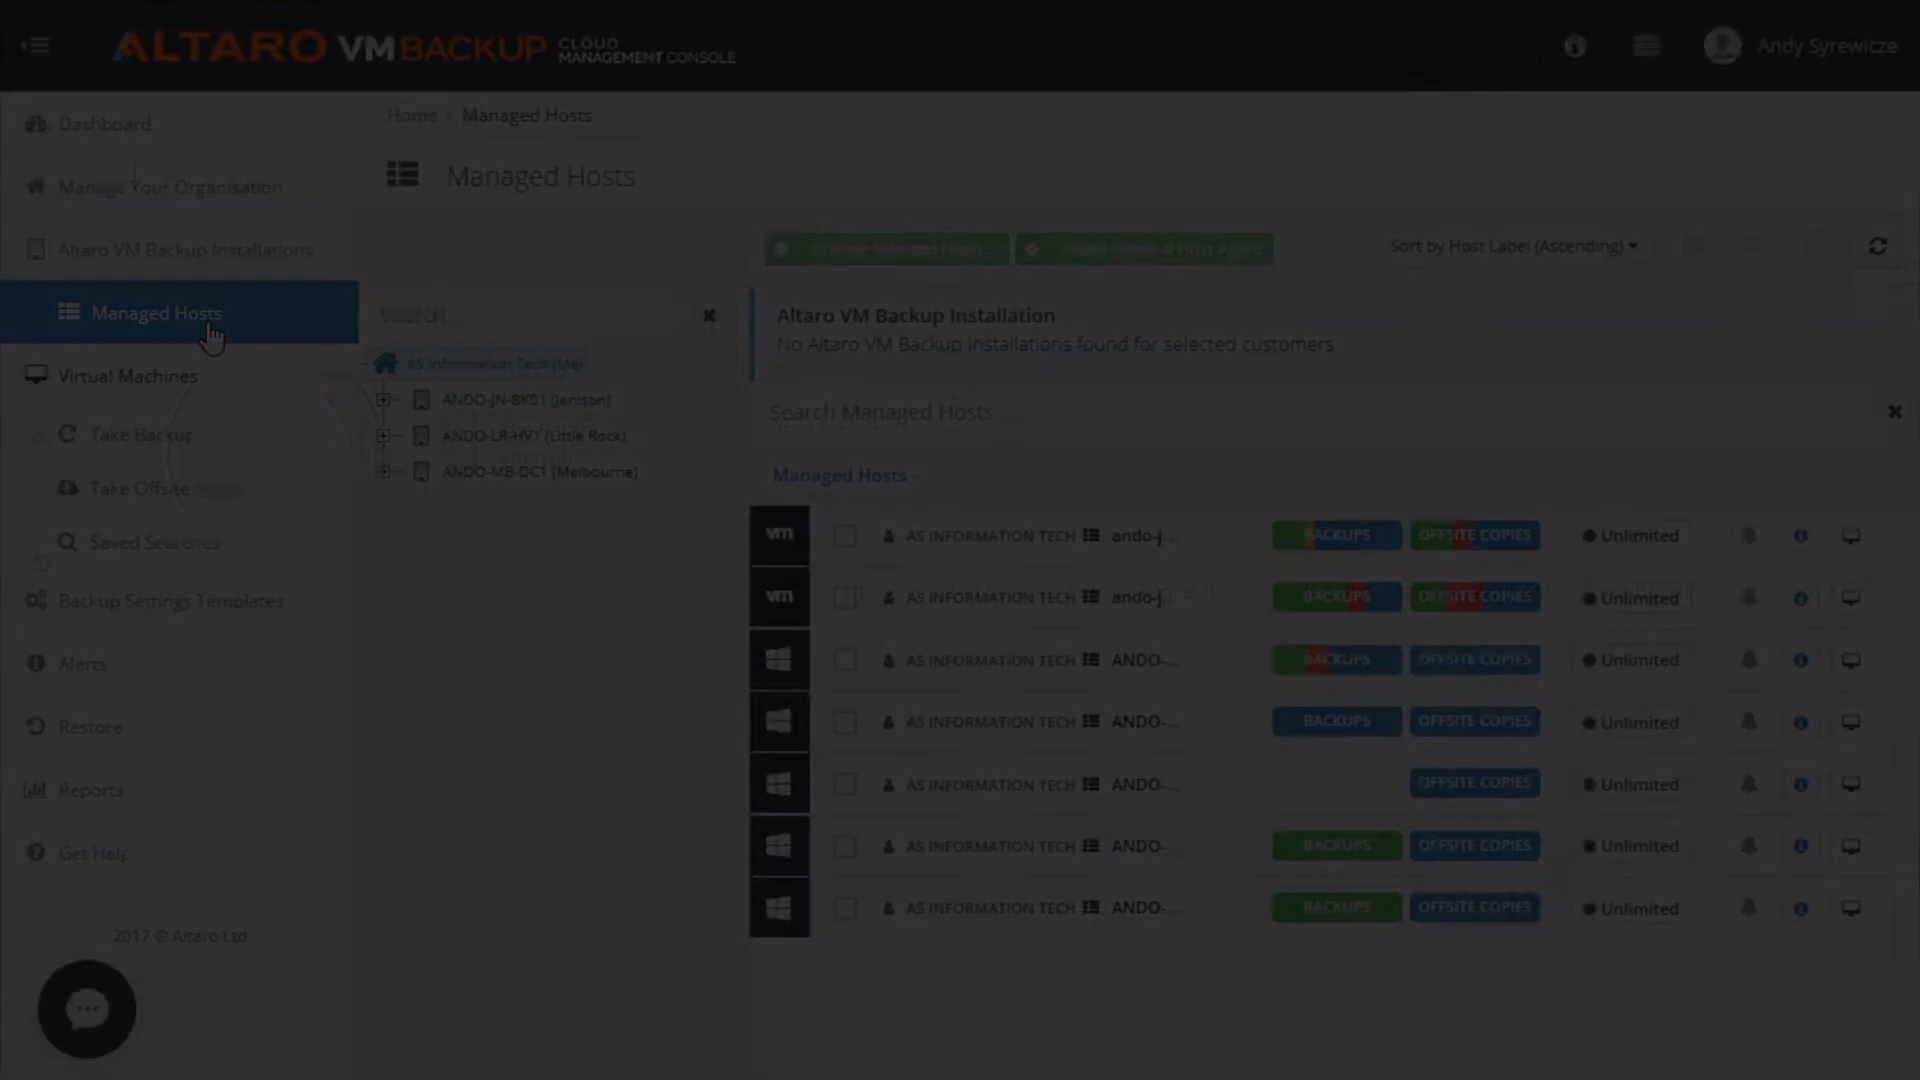 ALTARO VM BACKUP CLOUD MANAGEMENT CONSOLE
Andy Syrewicze
Dashboard
Manage Your Organisation
Altaro VM Backup Installations
Managed Hosts
Virtual Machines
Take Backup
Take Offsite
Saved Searches
Backup Settings Templates
Alerts
Restore
Reports
Get Help
2017 © Altaro Ltd
Home > Managed Hosts
Managed Hosts
Search
AS Information Tech (Me)
ANDO-JN-BK01 (Jenison)
ANDO-LR-HV1 (Little Rock)
ANDO-MB-DC1 (Melbourne)
Sort by Host Label (Ascending)
Altaro VM Backup Installation
No Altaro VM Backup Installations found for selected customers
Search Managed Hosts
Managed Hosts
vm AS INFORMATION TECH ando-j... BACKUPS OFFSITE COPIES Unlimited
vm AS INFORMATION TECH ando-j... BACKUPS OFFSITE COPIES Unlimited
AS INFORMATION TECH ANDO-... BACKUPS OFFSITE COPIES Unlimited
AS INFORMATION TECH ANDO-... BACKUPS OFFSITE COPIES Unlimited
AS INFORMATION TECH ANDO-... OFFSITE COPIES Unlimited
AS INFORMATION TECH ANDO-... BACKUPS OFFSITE COPIES Unlimited
AS INFORMATION TECH ANDO-... BACKUPS OFFSITE COPIES Unlimited